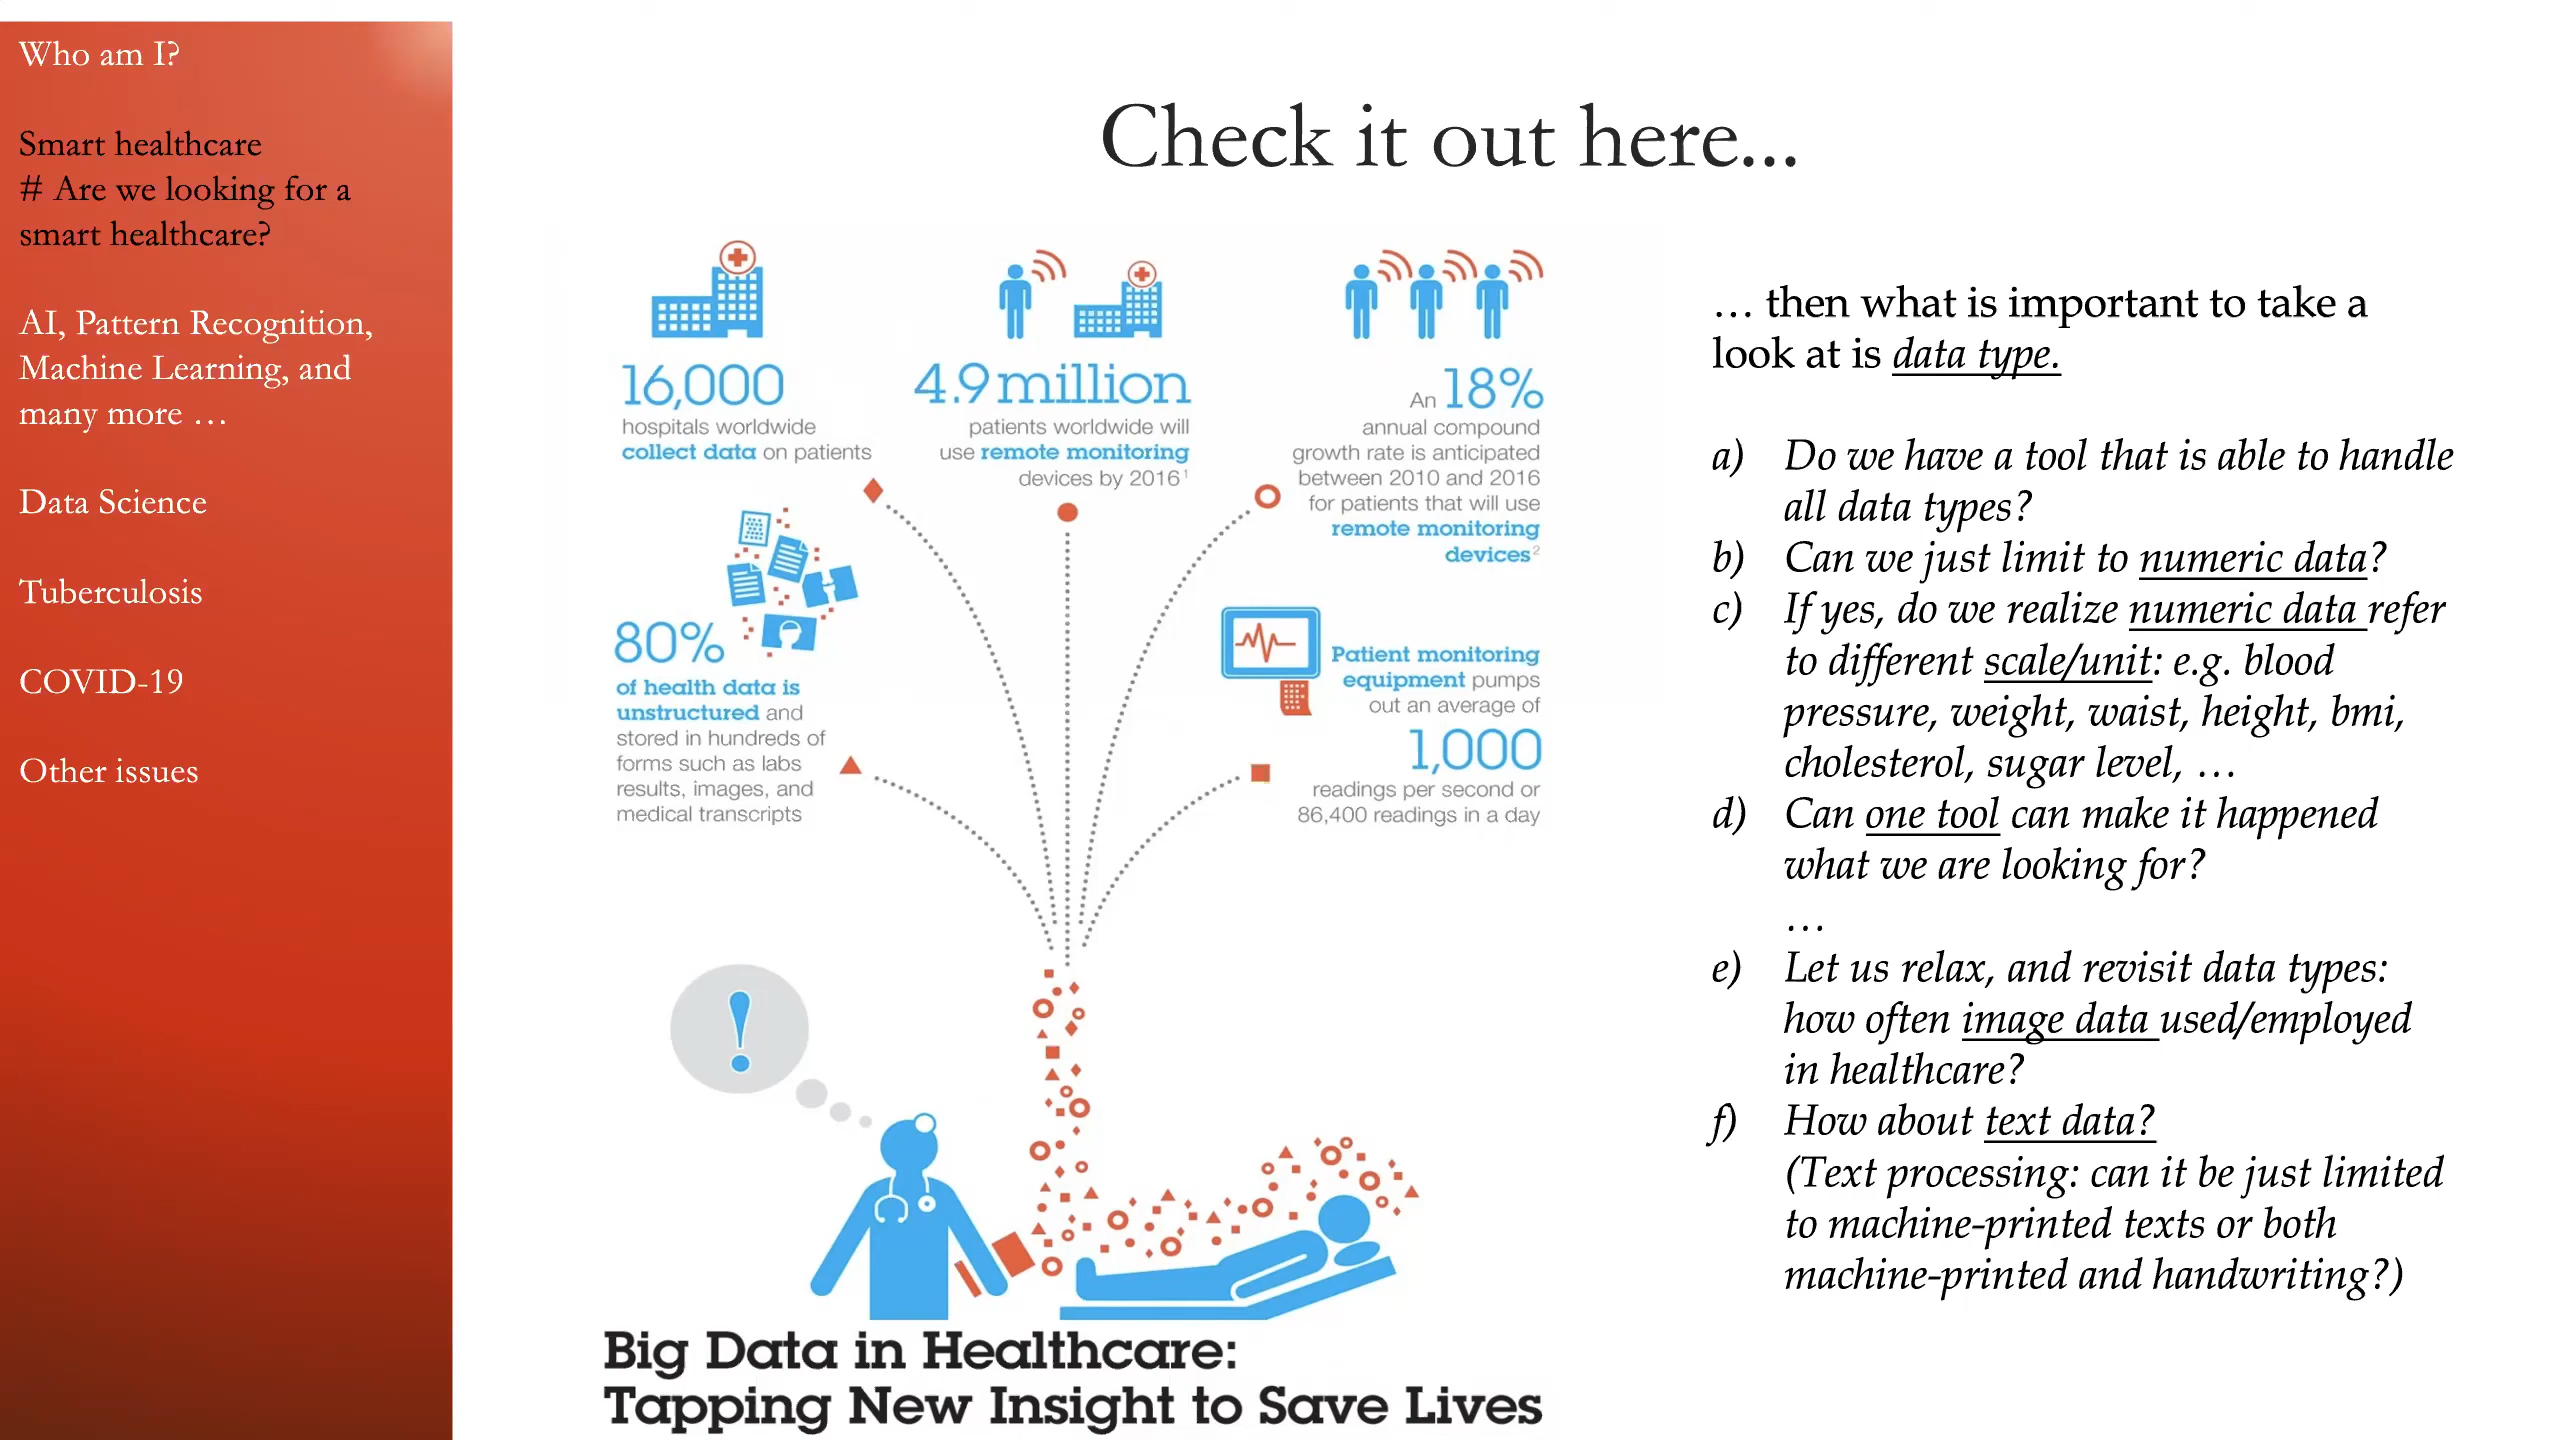 Who am I?
Smart healthcare
# Are we looking for a
smart healthcare?
AI, Pattern Recognition,
Machine Learning, and
many more …
Data Science
Tuberculosis
COVID-19
Other issues
Check it out here...
16,000
hospitals worldwide
collect data on patients
4.9 million
patients worldwide will
use remote monitoring
devices by 2016¹
An 18%
annual compound
growth rate is anticipated
between 2010 and 2016
for patients that will use
remote monitoring
devices²
80%
of health data is
unstructured and
stored in hundreds of
forms such as labs
results, images, and
medical transcripts
Patient monitoring
equipment pumps
out an average of
1,000
readings per second or
86,400 readings in a day
!
Big Data in Healthcare:
Tapping New Insight to Save Lives
… then what is important to take a
look at is data type.
a) Do we have a tool that is able to handle
all data types?
b) Can we just limit to numeric data?
c) If yes, do we realize numeric data refer
to different scale/unit: e.g. blood
pressure, weight, waist, height, bmi,
cholesterol, sugar level, …
d) Can one tool can make it happened
what we are looking for?
…
e) Let us relax, and revisit data types:
how often image data used/employed
in healthcare?
f) How about text data?
(Text processing: can it be just limited
to machine-printed texts or both
machine-printed and handwriting?)